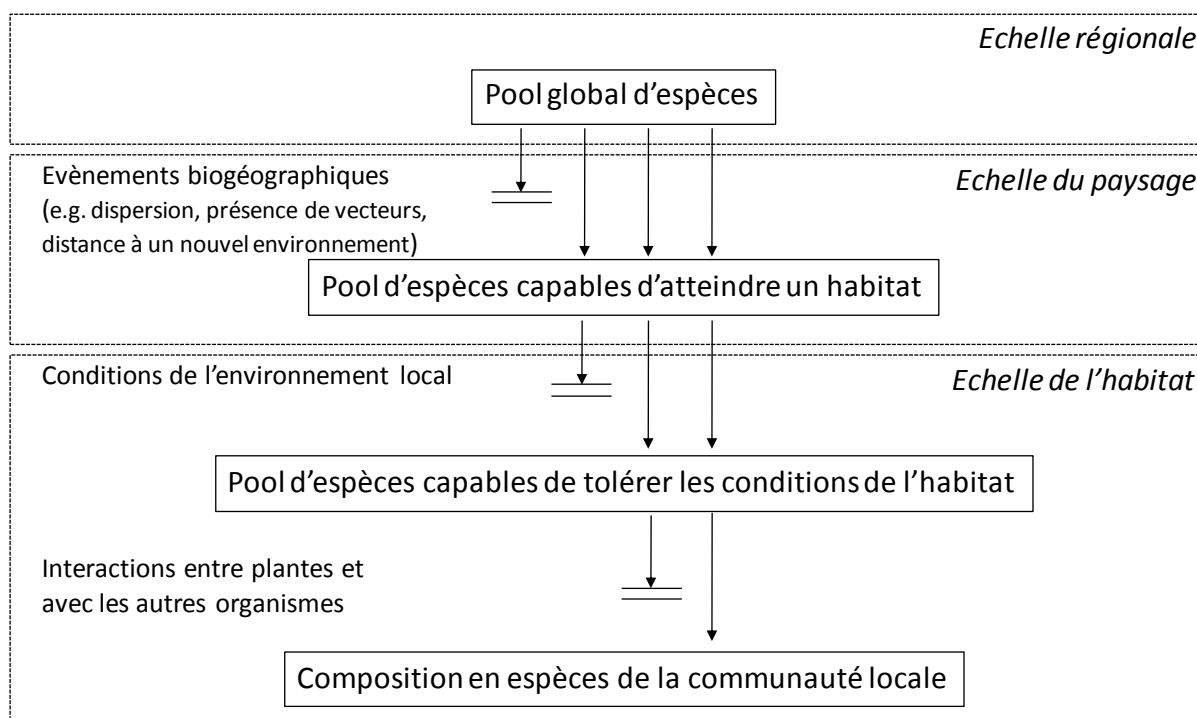 Echelle régionale
Pool global d'espèces
Evènements biogéographiques
(e.g. dispersion, présence de vecteurs,
distance à un nouvel environnement)
Echelle du paysage
Pool d'espèces capables d'atteindre un habitat
Conditions de l'environnement local
Echelle de l'habitat
Pool d'espèces capables de tolérer les conditions de l'habitat
Interactions entre plantes et
avec les autres organismes
Composition en espèces de la communauté locale